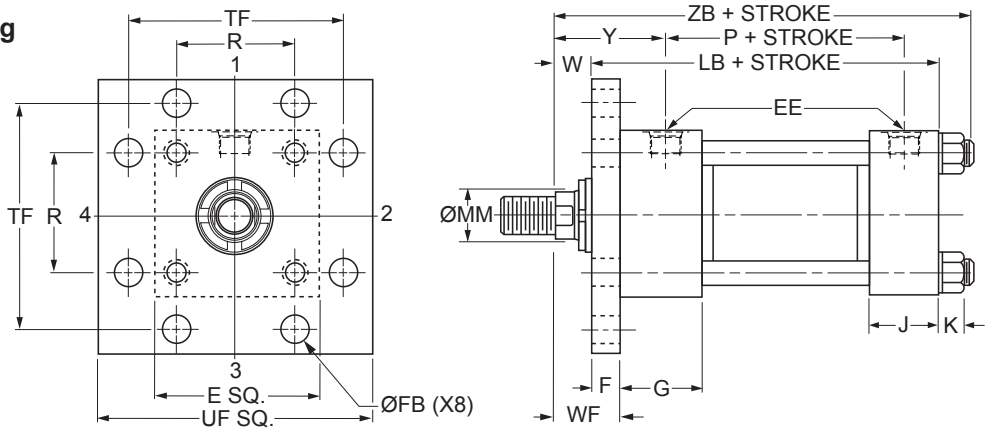 g
TF
R
1
TF
R
4
2
3
E SQ.
UF SQ.
ØFB (X8)
ZB + STROKE
Y
P + STROKE
W
LB + STROKE
EE
ØMM
F
G
J
K
WF